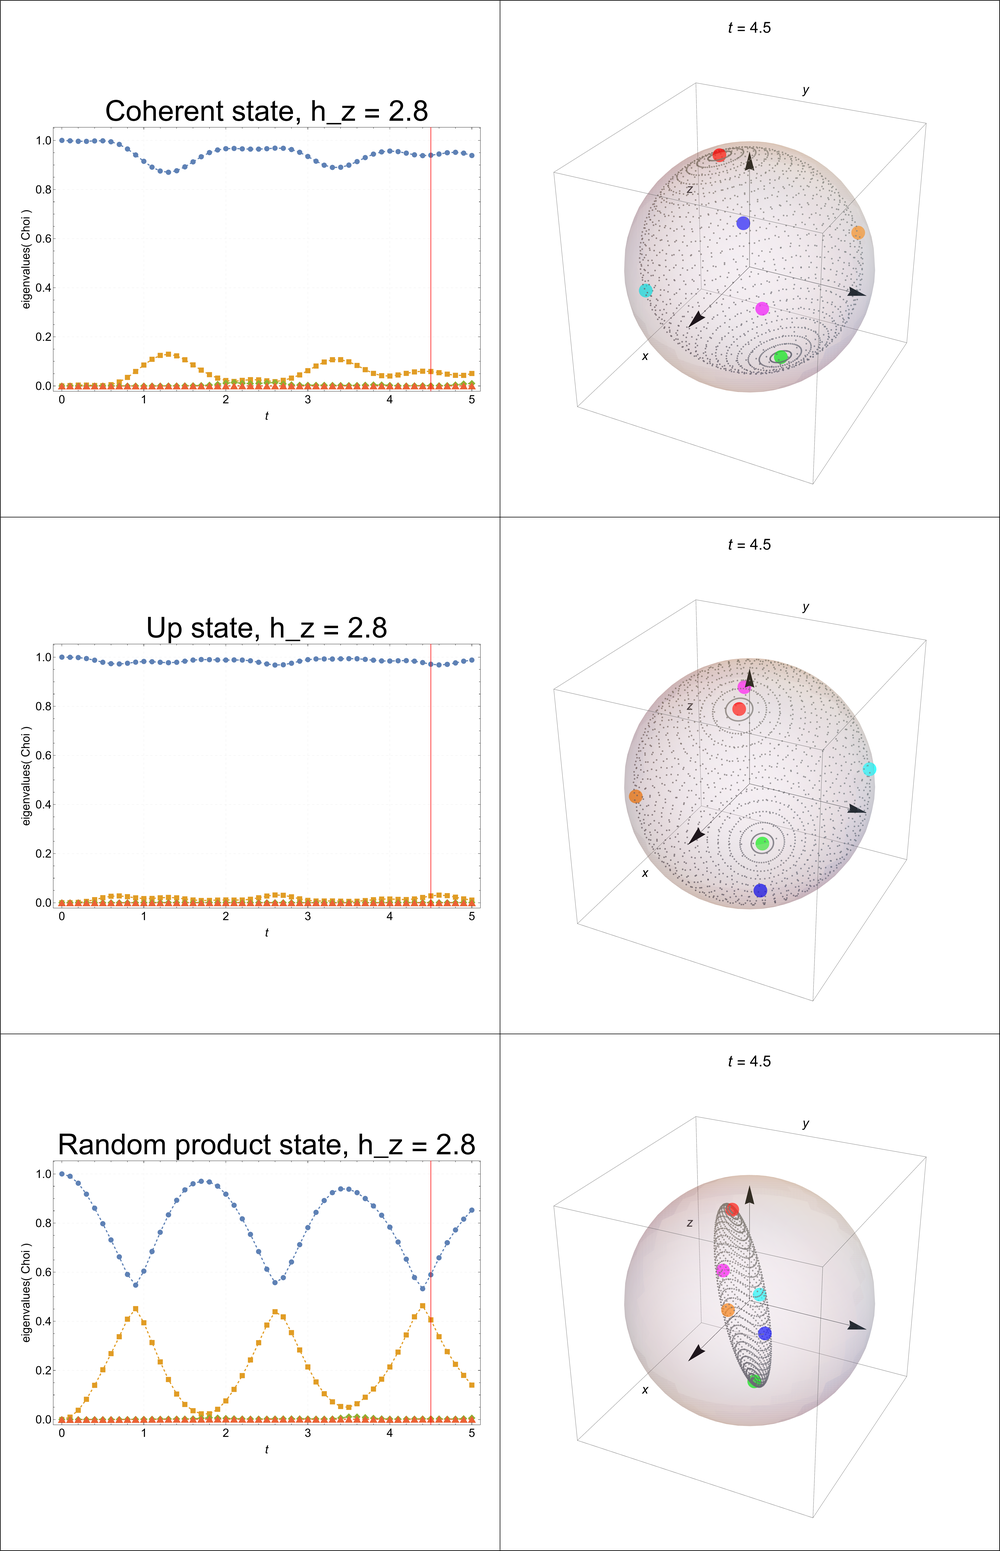 Coherent state, h_z = 2.8
eigenvalues( Choi )
1.0
0.8
0.6
0.4
0.2
0.0
0 1 2 3 4 5
t
t = 4.5
y
z
x
Up state, h_z = 2.8
eigenvalues( Choi )
1.0
0.8
0.6
0.4
0.2
0.0
0 1 2 3 4 5
t
t = 4.5
y
z
x
Random product state, h_z = 2.8
eigenvalues( Choi )
1.0
0.8
0.6
0.4
0.2
0.0
0 1 2 3 4 5
t
t = 4.5
y
z
x